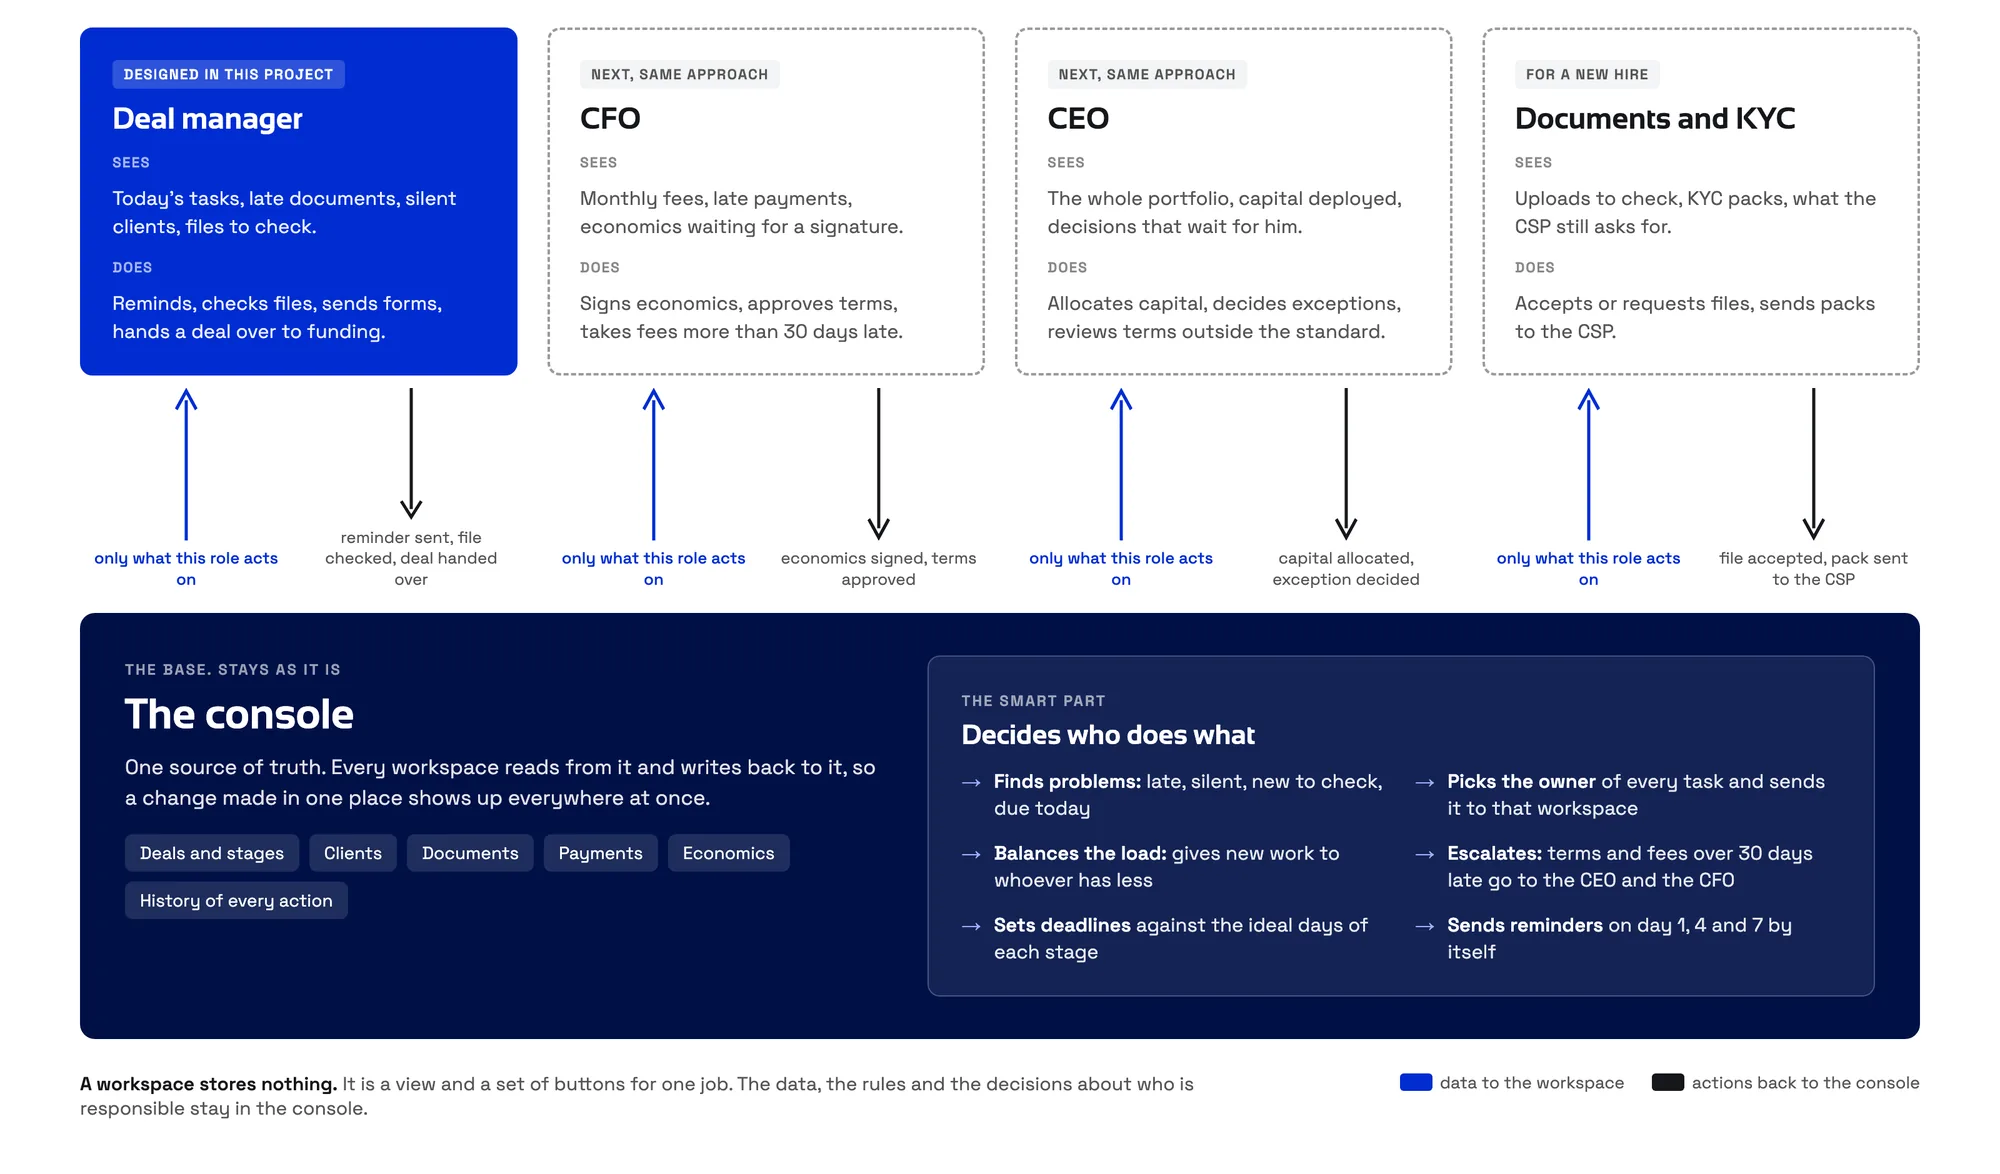 DESIGNED IN THIS PROJECT
Deal manager
SEES
Today's tasks, late documents, silent
clients, files to check.
DOES
Reminds, checks files, sends forms,
hands a deal over to funding.
NEXT, SAME APPROACH
CFO
SEES
Monthly fees, late payments,
economics waiting for a signature.
DOES
Signs economics, approves terms,
takes fees more than 30 days late.
NEXT, SAME APPROACH
CEO
SEES
The whole portfolio, capital deployed,
decisions that wait for him.
DOES
Allocates capital, decides exceptions,
reviews terms outside the standard.
FOR A NEW HIRE
Documents and KYC
SEES
Uploads to check, KYC packs, what the
CSP still asks for.
DOES
Accepts or requests files, sends packs
to the CSP.
only what this role acts
on
reminder sent, file
checked, deal handed
over
only what this role acts
on
economics signed, terms
approved
only what this role acts
on
capital allocated,
exception decided
only what this role acts
on
file accepted, pack sent
to the CSP
THE BASE. STAYS AS IT IS
The console
One source of truth. Every workspace reads from it and writes back to it, so
a change made in one place shows up everywhere at once.
Deals and stages
Clients
Documents
Payments
Economics
History of every action
THE SMART PART
Decides who does what
→ Finds problems: late, silent, new to check,
due today
→ Picks the owner of every task and sends
it to that workspace
→ Balances the load: gives new work to
whoever has less
→ Escalates: terms and fees over 30 days
late go to the CEO and the CFO
→ Sets deadlines against the ideal days of
each stage
→ Sends reminders on day 1, 4 and 7 by
itself
A workspace stores nothing. It is a view and a set of buttons for one job. The data, the rules and the decisions about who is
responsible stay in the console.
data to the workspace
actions back to the console